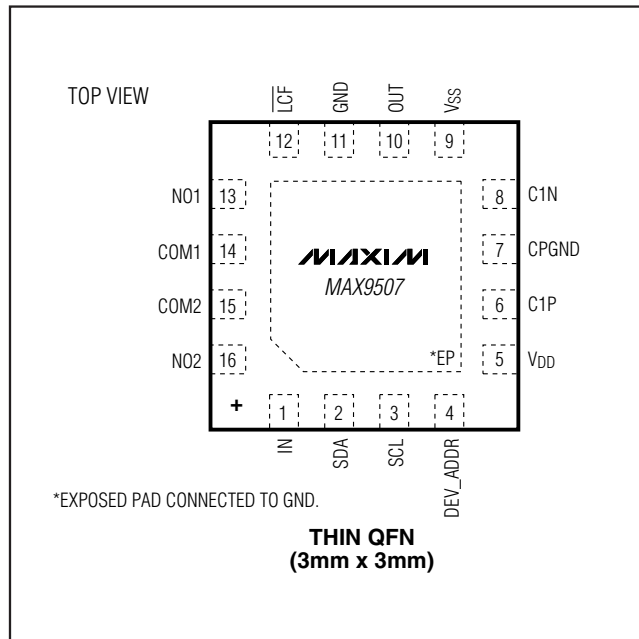 TOP VIEW
LCF
GND
OUT
VSS
12
11
10
9
NO1
13
8
C1N
COM1
14
MAXIM
7
CPGND
COM2
15
MAX9507
6
C1P
NO2
16
*EP
5
VDD
+
1
2
3
4
IN
SDA
SCL
DEV_ADDR
*EXPOSED PAD CONNECTED TO GND.
THIN QFN
(3mm x 3mm)